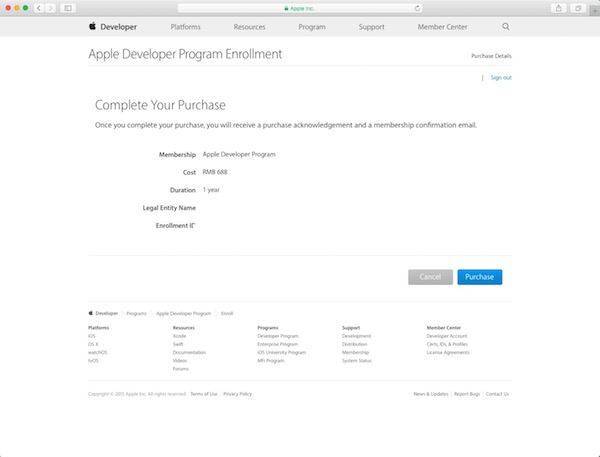 Apple Inc.
Developer Platforms Resources Program Support Member Center
Apple Developer Program Enrollment Purchase Details
| Sign out
Complete Your Purchase
Once you complete your purchase, you will receive a purchase acknowledgement and a membership confirmation email.
Membership Apple Developer Program
Cost RMB 688
Duration 1 year
Legal Entity Name
Enrollment
Cancel Purchase
Developer Programs Apple Developer Program Enroll
Platforms Resources Programs Support Member Center
iOS Xcode Developer Program Development Developer Account
OS X Swift Enterprise Program Distribution Certs, IDs, & Profiles
watchOS Documentation iOS University Program Membership License Agreements
tvOS Videos MFi Program System Status
Forums
Copyright © 2015 Apple Inc. All rights reserved. Terms of Use | Privacy Policy News & Updates | Report Bugs | Contact Us